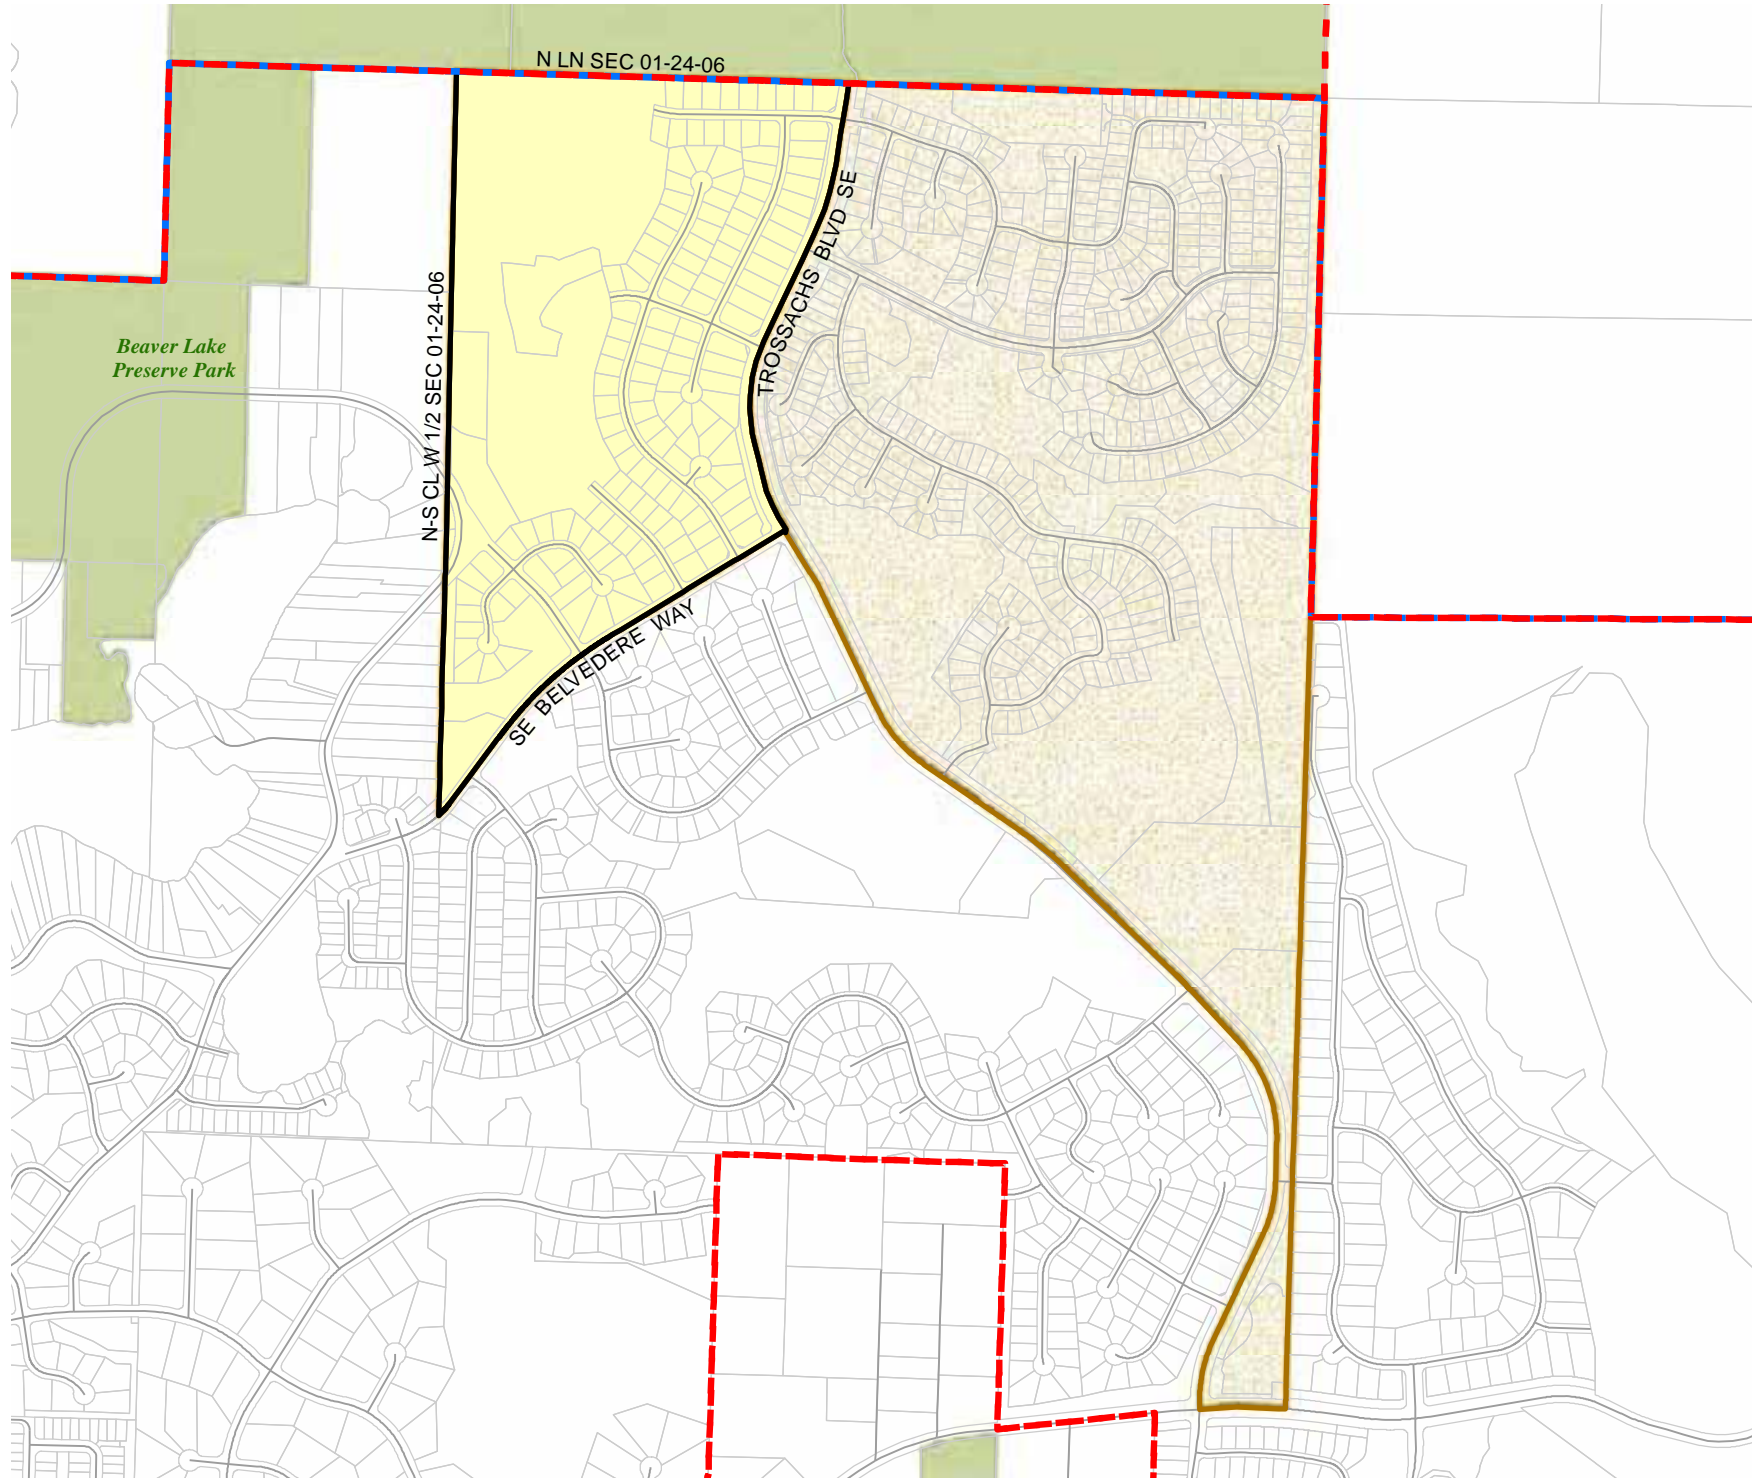 N LN SEC 01-24-06
TROSSACHS BLVD SE
N-S CL W 1/2 SEC 01-24-06
Beaver Lake
Preserve Park
SE BELVEDERE WAY